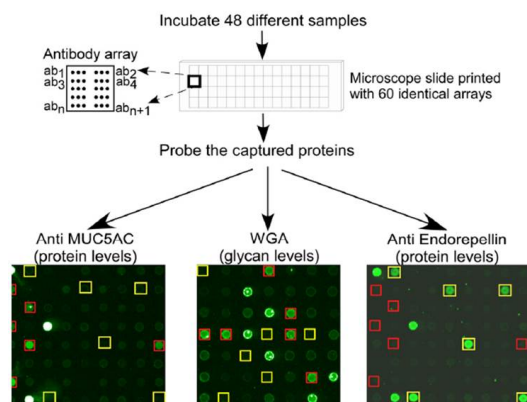 Incubate 48 different samples
Antibody array
ab1
ab2
ab3
ab4
abn
abn+1
Microscope slide printed
with 60 identical arrays
Probe the captured proteins
Anti MUC5AC
(protein levels)
WGA
(glycan levels)
Anti Endorepellin
(protein levels)